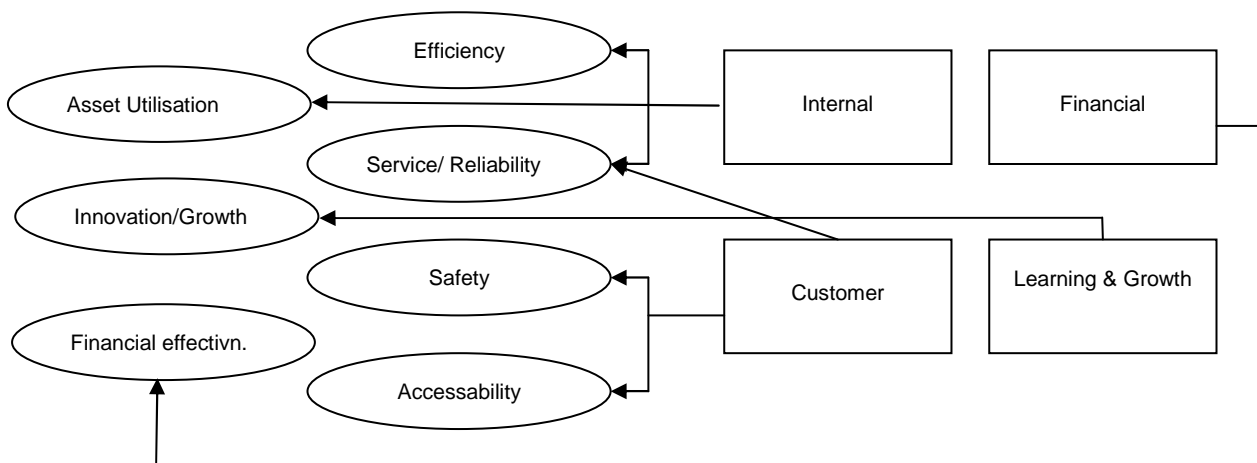 Efficiency
Asset Utilisation
Internal
Financial
Service/ Reliability
Innovation/Growth
Safety
Customer
Learning & Growth
Financial effectivn.
Accessability